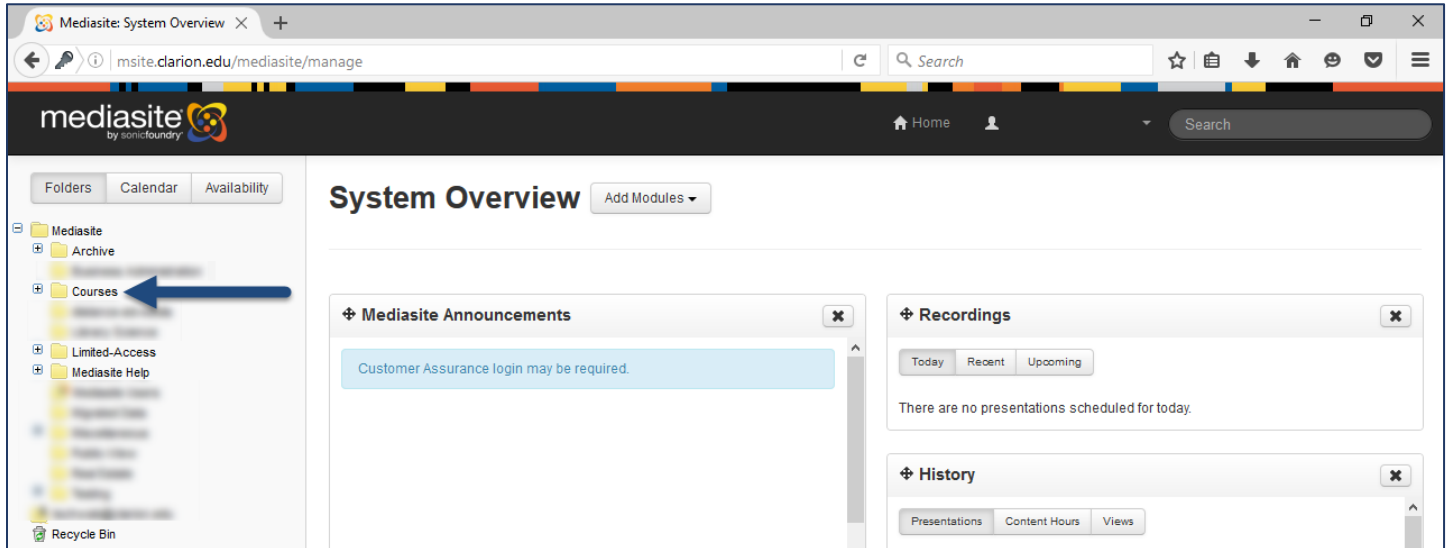 Mediasite: System Overview
msite.clarion.edu/mediasite/manage
Search
mediasite
by sonicfoundry
Home
Search
Folders Calendar Availability
System Overview Add Modules
Mediasite
Archive
Courses
Limited-Access
Mediasite Help
Recycle Bin
Mediasite Announcements
Customer Assurance login may be required.
Recordings
Today Recent Upcoming
There are no presentations scheduled for today.
History
Presentations Content Hours Views